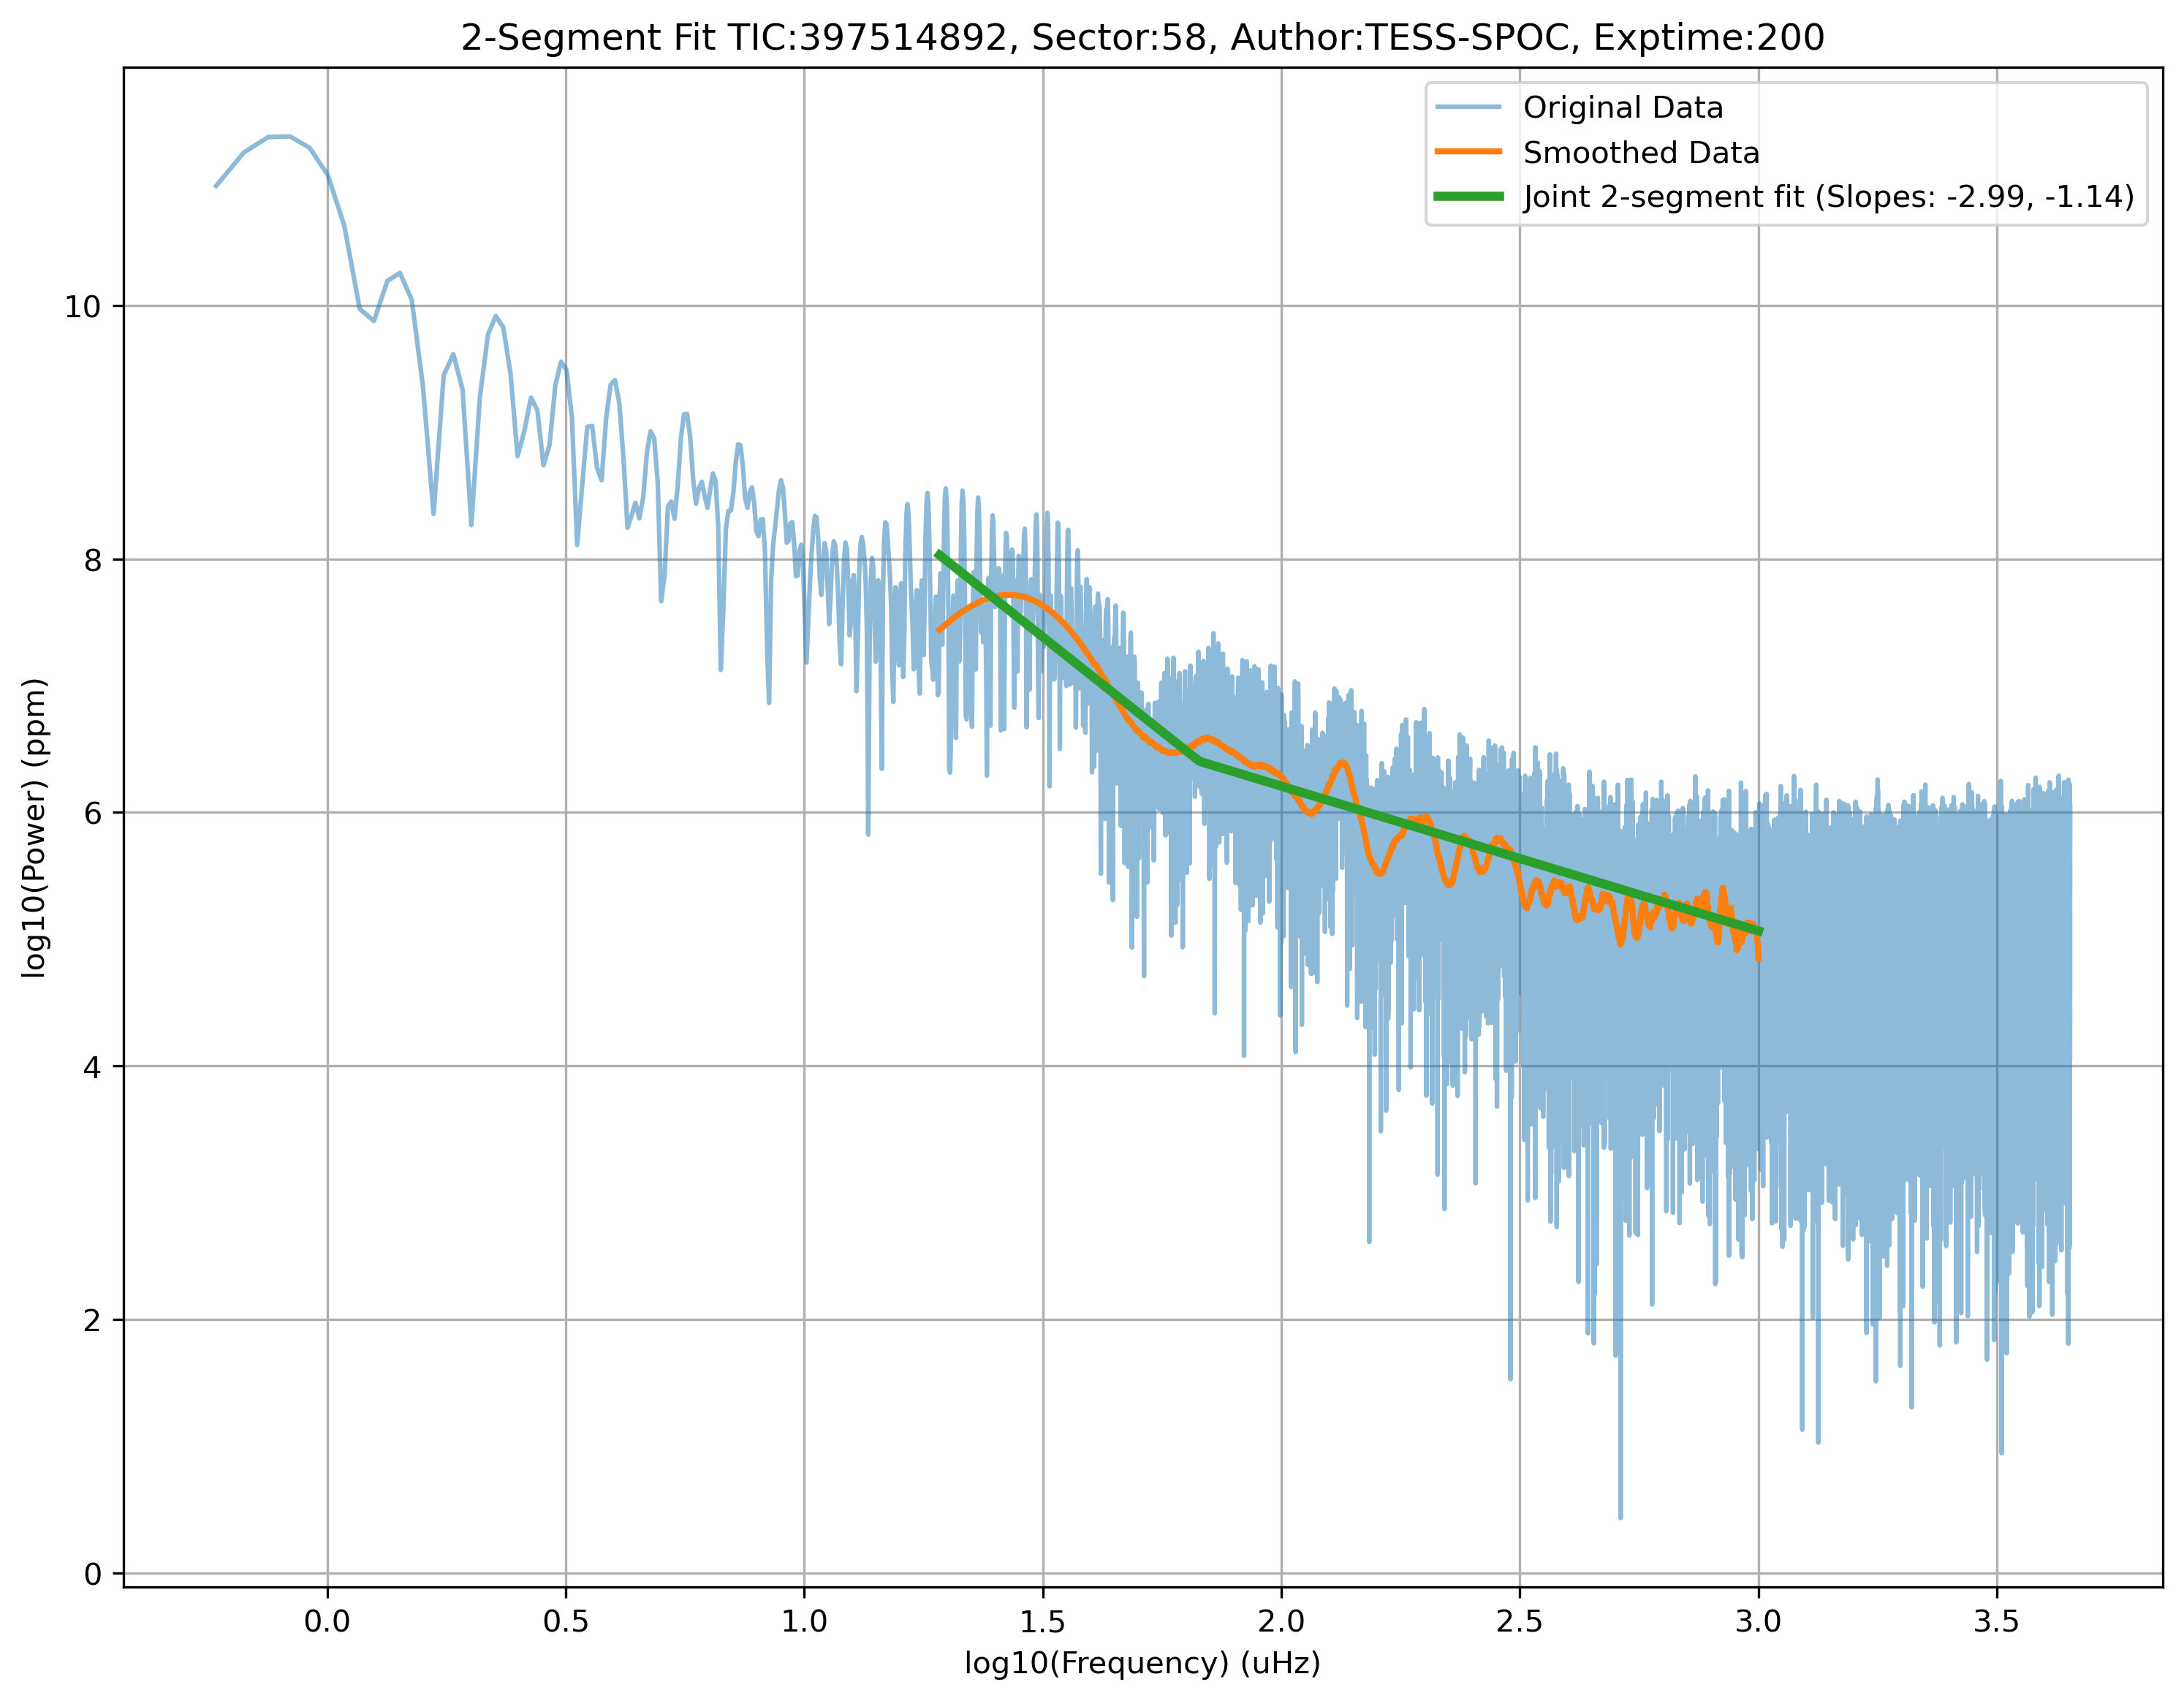 2-Segment Fit TIC:397514892, Sector:58, Author:TESS-SPOC, Exptime:200
Original Data
Smoothed Data
Joint 2-segment fit (Slopes: -2.99, -1.14)
log10(Power) (ppm)
10
8
6
4
2
0
0.0 0.5 1.0 1.5 2.0 2.5 3.0 3.5
log10(Frequency) (uHz)